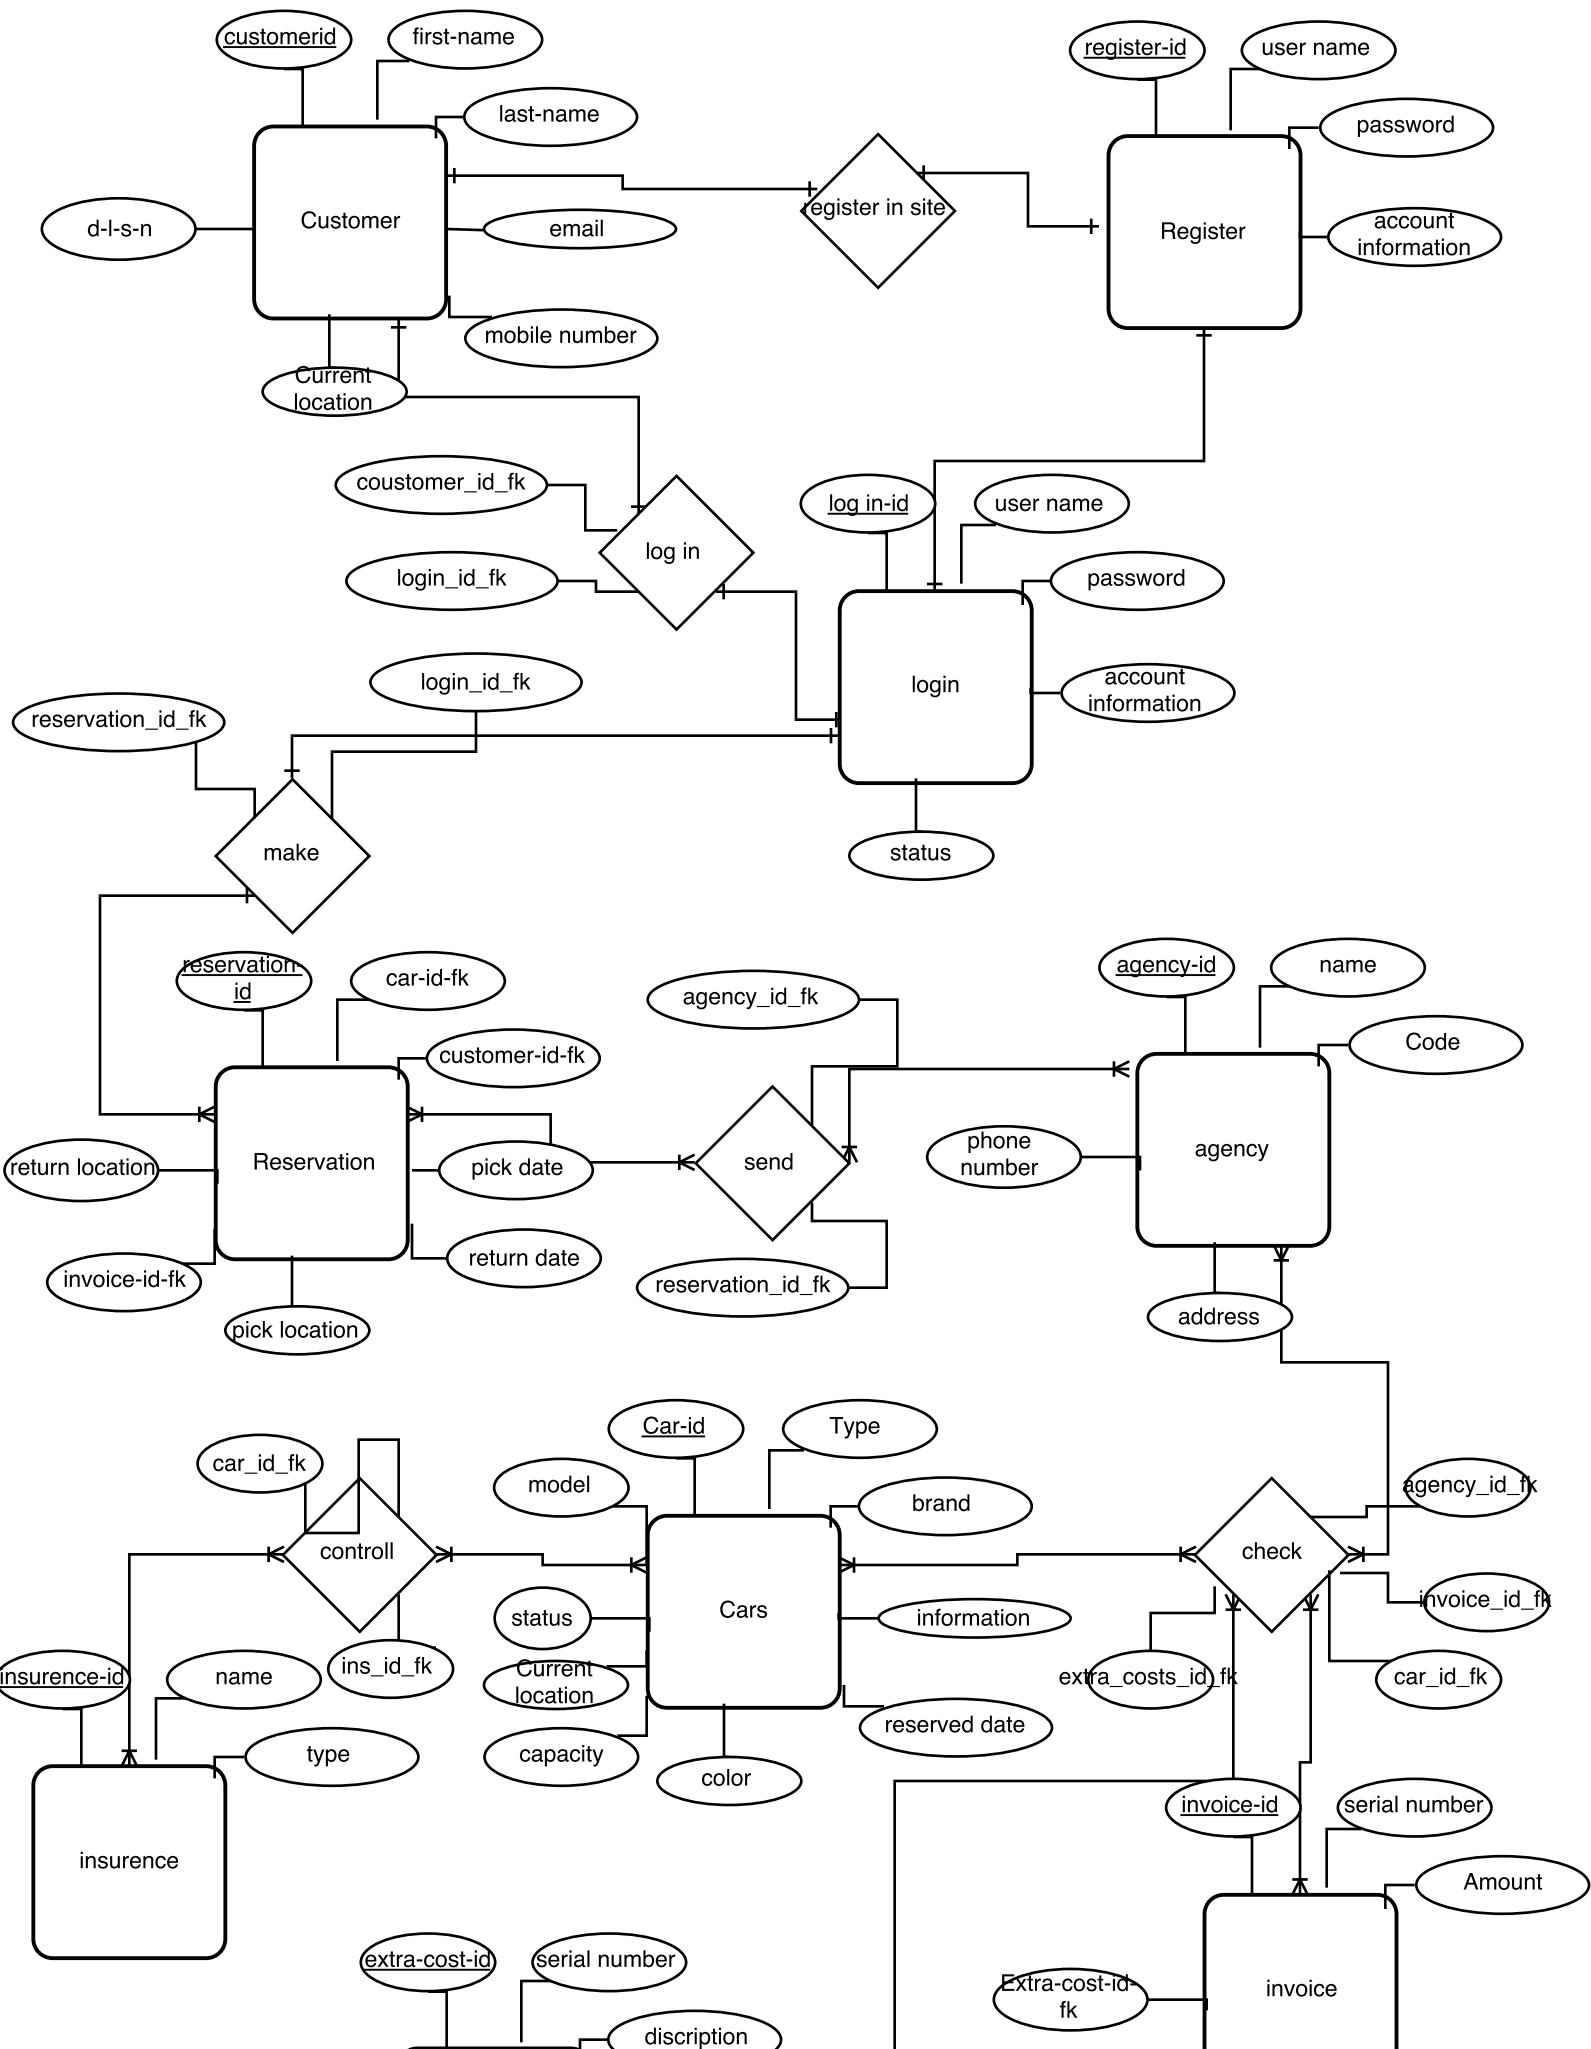 customerid
first-name
last-name
Customer
d-l-s-n
email
mobile number
Current
location
register in site
register-id
user name
password
Register
account
information
coustomer_id_fk
login_id_fk
log in
log in-id
user name
password
login
account
information
status
login_id_fk
reservation_id_fk
make
reservation-
id
car-id-fk
customer-id-fk
Reservation
return location
pick date
return date
invoice-id-fk
pick location
agency_id_fk
send
reservation_id_fk
agency-id
name
Code
phone
number
agency
address
car_id_fk
controll
ins_id_fk
Car-id
Type
model
brand
Cars
status
information
Current
location
capacity
color
reserved date
agency_id_fk
check
invoice_id_fk
extra_costs_id_fk
car_id_fk
insurence-id
name
type
insurence
invoice-id
serial number
Amount
Extra-cost-id-
fk
invoice
extra-cost-id
serial number
discription